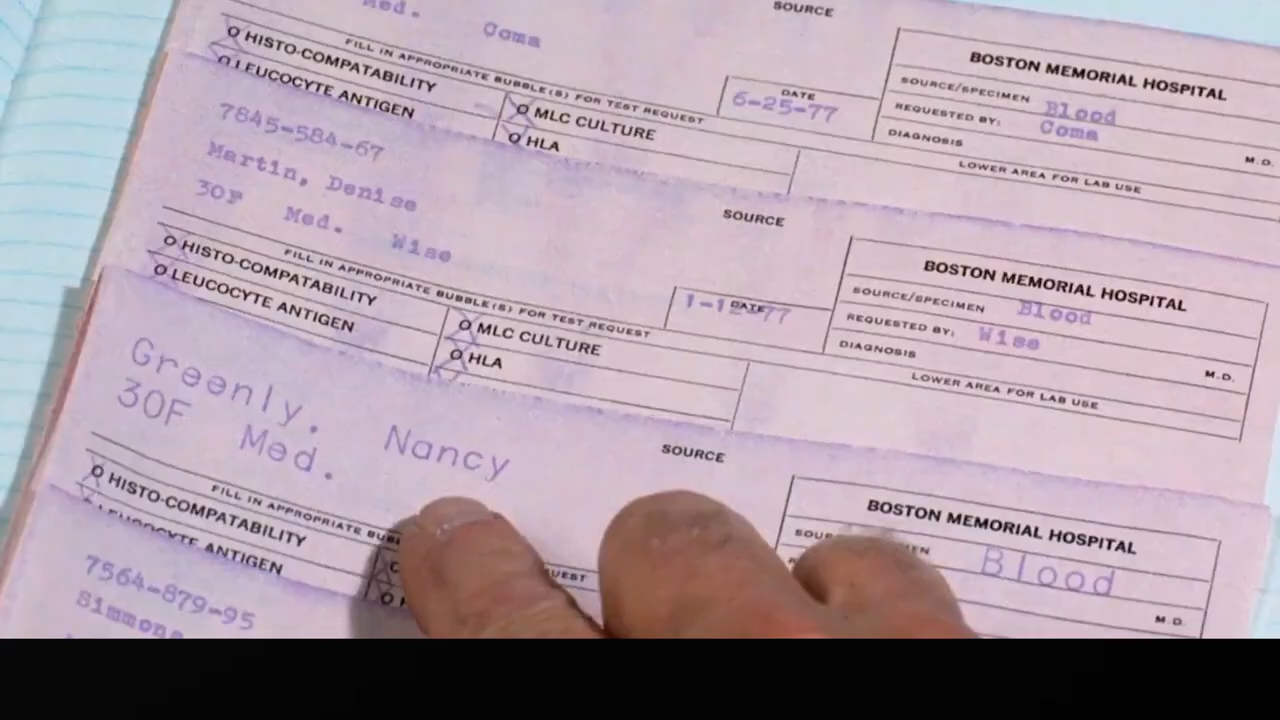 Med. Coma
SOURCE
HISTO-COMPATABILITY
LEUCOCYTE ANTIGEN
FILL IN APPROPRIATE BUBBLE(S) FOR TEST REQUEST
MLC CULTURE
HLA
DATE
6-25-77
BOSTON MEMORIAL HOSPITAL
SOURCE/SPECIMEN Blood
REQUESTED BY: Coma
DIAGNOSIS
M.D.
LOWER AREA FOR LAB USE
7845-584-67
Martin, Denise
30F Med. Wise
SOURCE
HISTO-COMPATABILITY
LEUCOCYTE ANTIGEN
FILL IN APPROPRIATE BUBBLE(S) FOR TEST REQUEST
MLC CULTURE
HLA
DATE
BOSTON MEMORIAL HOSPITAL
SOURCE/SPECIMEN Blood
REQUESTED BY: Wise
DIAGNOSIS
M.D.
LOWER AREA FOR LAB USE
Greenly, Nancy
30F Med.
SOURCE
HISTO-COMPATABILITY
LEUCOCYTE ANTIGEN
FILL IN APPROPRIATE
BOSTON MEMORIAL HOSPITAL
Blood
M.D.
7564-879-95
Simmons